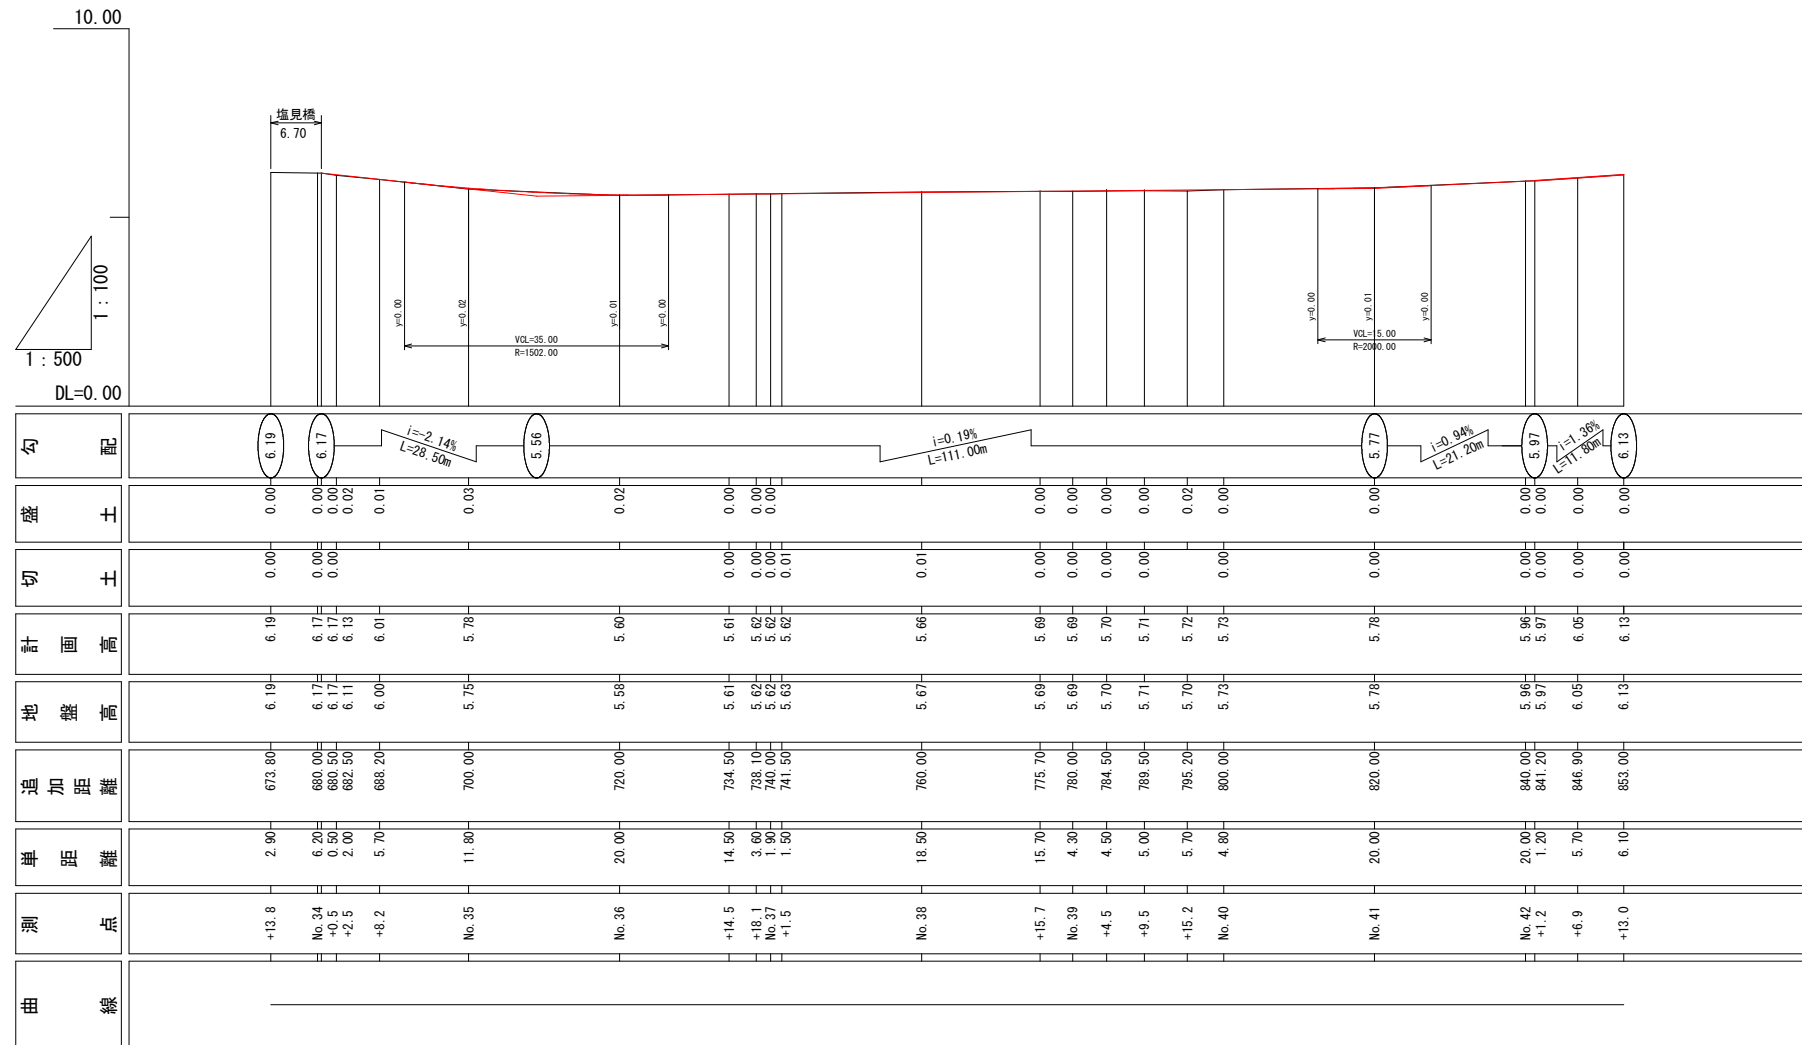 10.00
塩見橋
6.70
1:100
1:500
DL=0.00
y=0.00
y=0.02
y=0.01
y=0.00
VCL=35.00
R=1502.00
y=0.00
y=0.01
y=0.00
VCL=15.00
R=2000.00
勾配
6.19
6.17
i=-2.14%
L=28.50m
5.56
i=0.19%
L=111.00m
5.77
i=0.94%
L=21.20m
5.97
i=1.36%
L=11.80m
6.13
盛土
0.00 0.00 0.00 0.02 0.01 0.03 0.02 0.00 0.00 0.00 0.00 0.00 0.00 0.00 0.02 0.00 0.00 0.00 0.00 0.00 0.00
切土
0.00 0.00 0.00 0.00 0.00 0.00 0.01 0.01 0.00 0.00 0.00 0.00 0.00 0.00 0.00 0.00 0.00 0.00
計画高
6.19 6.17 6.17 6.13 6.01 5.78 5.60 5.61 5.62 5.62 5.62 5.66 5.69 5.69 5.70 5.71 5.72 5.73 5.78 5.96 5.97 6.05 6.13
地盤高
6.19 6.17 6.17 6.11 6.00 5.75 5.58 5.61 5.62 5.62 5.63 5.67 5.69 5.69 5.70 5.71 5.70 5.73 5.78 5.96 5.97 6.05 6.13
追加距離
673.80 680.00 680.50 682.50 688.20 700.00 720.00 734.50 738.10 740.00 741.50 760.00 775.70 780.00 784.50 789.50 795.20 800.00 820.00 840.00 841.20 846.90 853.00
単距離
2.90 6.20 0.50 2.00 5.70 11.80 20.00 14.50 3.60 1.90 1.50 18.50 15.70 4.30 4.50 5.00 5.70 4.80 20.00 20.00 1.20 5.70 6.10
測点
+13.8 No.34 +0.5 +2.5 +8.2 No.35 No.36 +14.5 +18.1 No.37 +1.5 No.38 +15.7 No.39 +4.5 +9.5 +15.2 No.40 No.41 No.42 +1.2 +6.9 +13.0
曲線